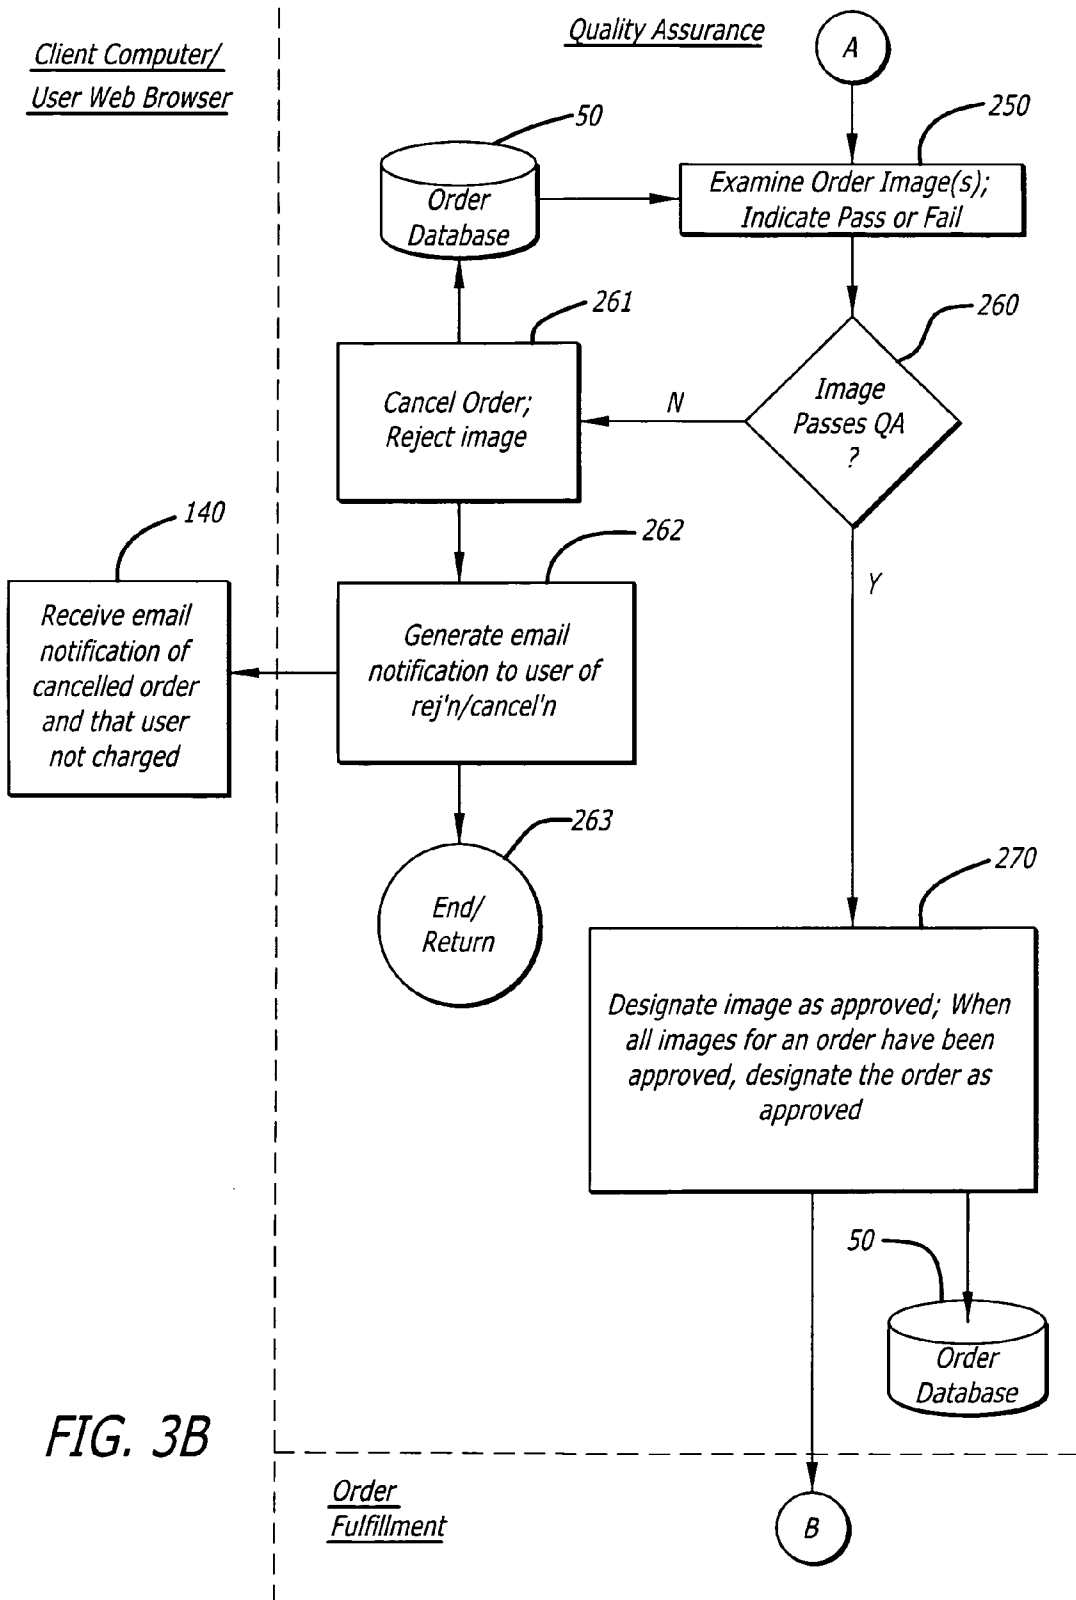 Client Computer/
User Web Browser
Quality Assurance
A
50
250
Order
Database
Examine Order Image(s);
Indicate Pass or Fail
261
260
Cancel Order;
Reject image
N
Image
Passes QA
?
140
262
Y
Receive email
notification of
cancelled order
and that user
not charged
Generate email
notification to user of
rej'n/cancel'n
263
End/
Return
270
Designate image as approved; When
all images for an order have been
approved, designate the order as
approved
50
Order
Database
FIG. 3B
Order
Fulfillment
B